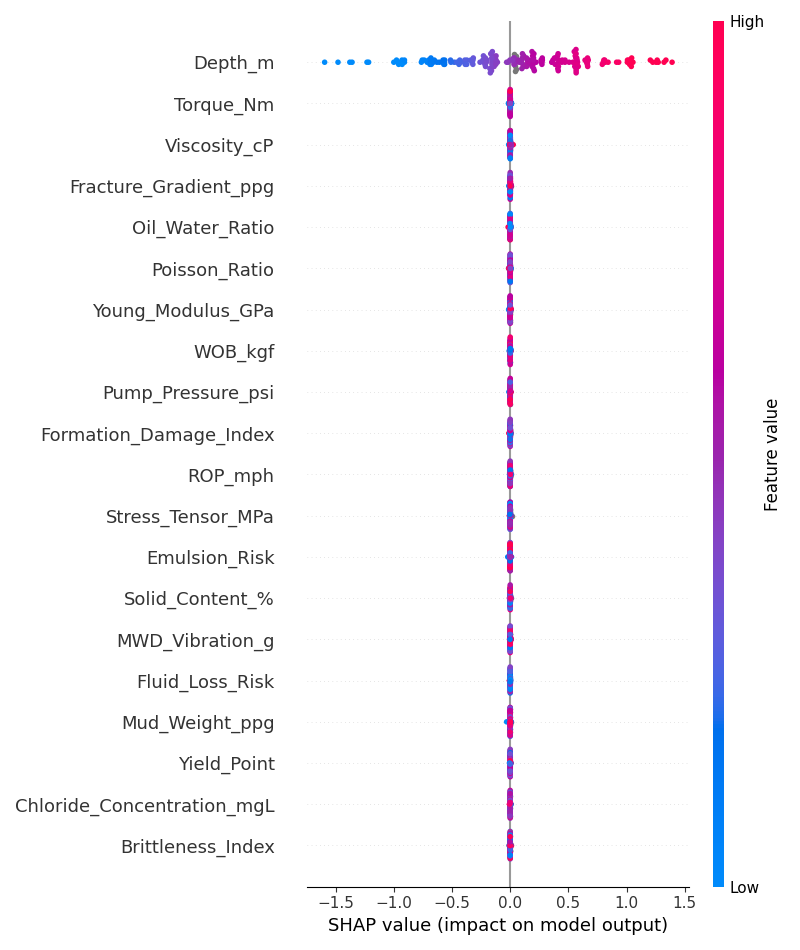 High
Depth_m
Torque_Nm
Viscosity_cP
Fracture_Gradient_ppg
Oil_Water_Ratio
Poisson_Ratio
Young_Modulus_GPa
WOB_kgf
Pump_Pressure_psi
Formation_Damage_Index
ROP_mph
Stress_Tensor_MPa
Emulsion_Risk
Solid_Content_%
MWD_Vibration_g
Fluid_Loss_Risk
Mud_Weight_ppg
Yield_Point
Chloride_Concentration_mgL
Brittleness_Index
Feature value
Low
−1.5 −1.0 −0.5 0.0 0.5 1.0 1.5
SHAP value (impact on model output)